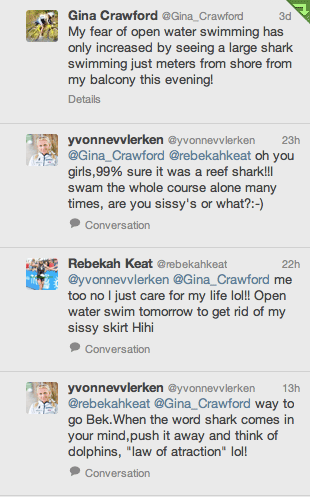 Gina Crawford @Gina_Crawford 3d
My fear of open water swimming has
only increased by seeing a large shark
swimming just meters from shore from
my balcony this evening!
Details
yvonnevvlerken @yvonnevvlerken 23h
@Gina_Crawford @rebekahkeat oh you
girls,99% sure it was a reef shark!!I
swam the whole course alone many
times, are you sissy's or what?:-)
Conversation
Rebekah Keat @rebekahkeat 22h
@yvonnevvlerken @Gina_Crawford me
too no I just care for my life lol!! Open
water swim tomorrow to get rid of my
sissy skirt Hihi
Conversation
yvonnevvlerken @yvonnevvlerken 13h
@rebekahkeat @Gina_Crawford way to
go Bek.When the word shark comes in
your mind,push it away and think of
dolphins, "law of atraction" lol!
Conversation